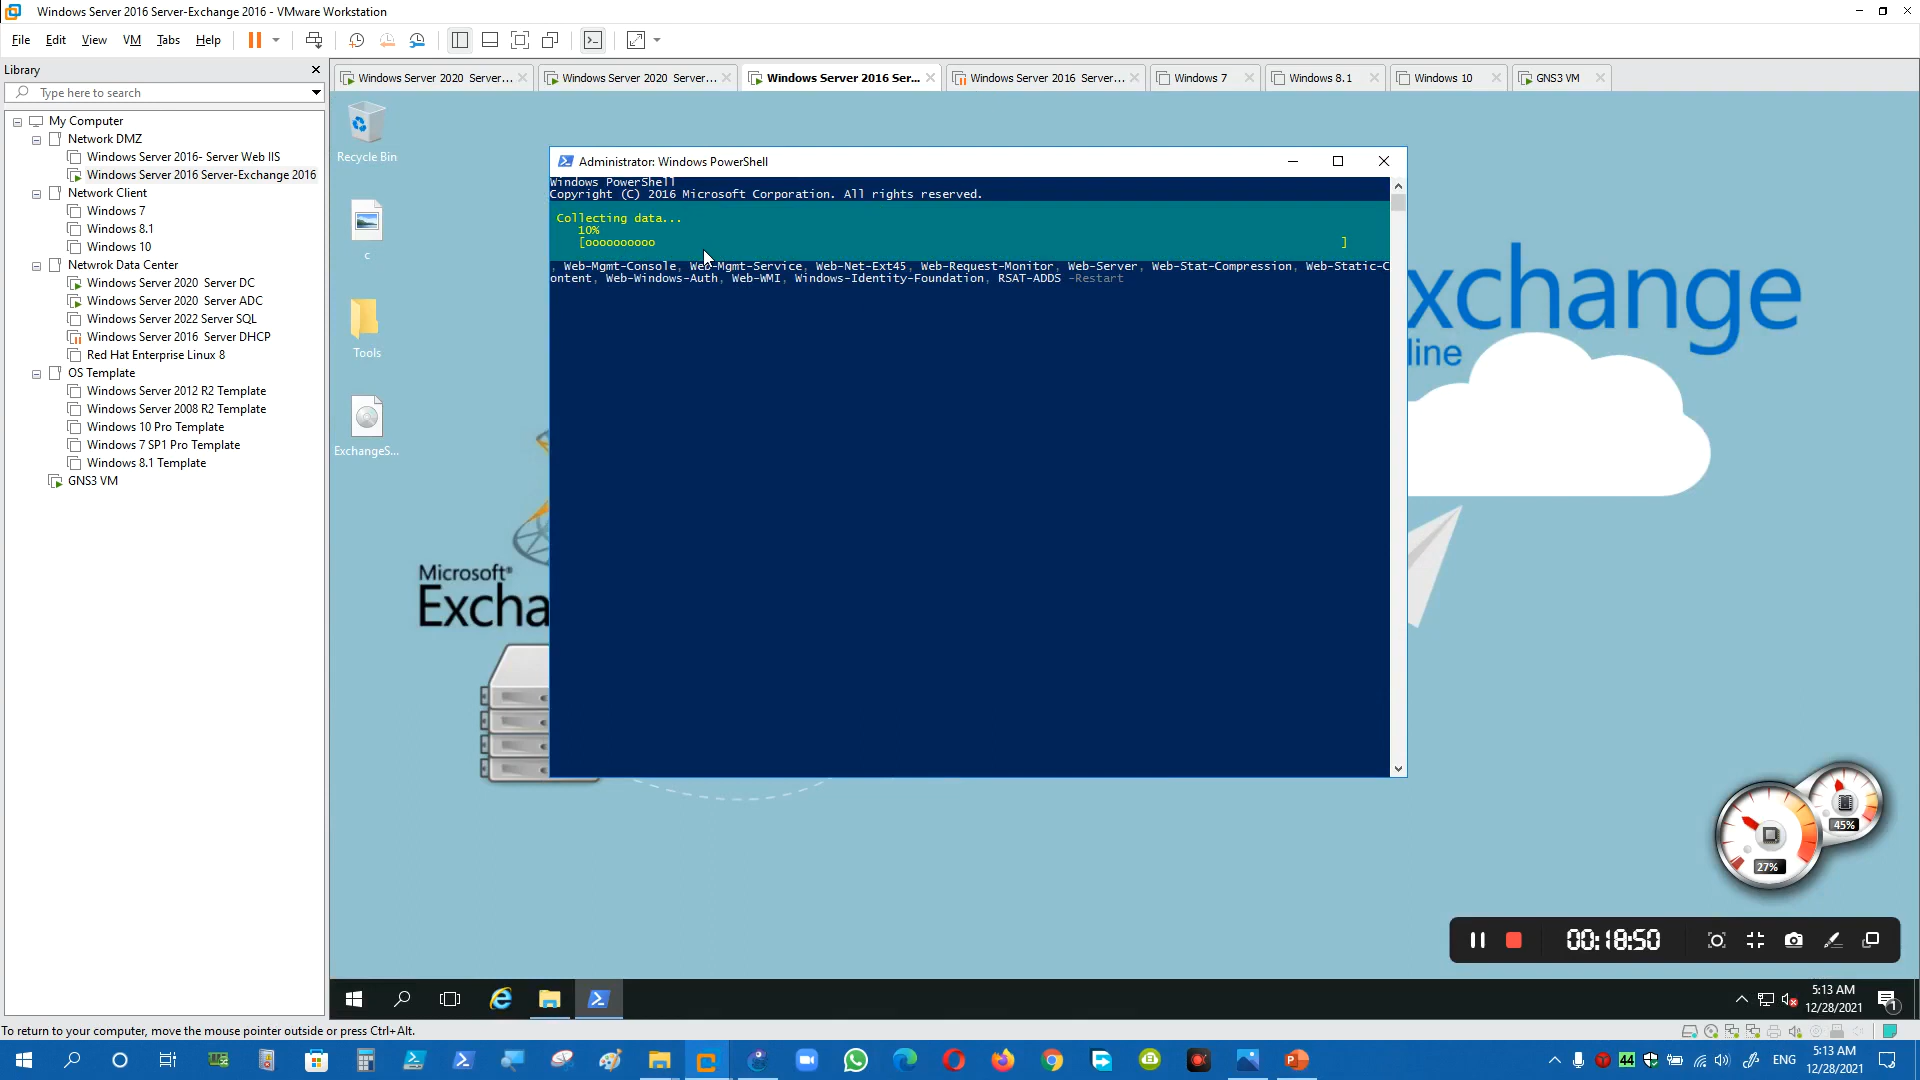 Windows Server 2016 Server-Exchange 2016 - VMware Workstation
File Edit View VM Tabs Help
Library
Type here to search
My Computer
Network DMZ
Windows Server 2016- Server Web IIS
Windows Server 2016 Server-Exchange 2016
Network Client
Windows 7
Windows 8.1
Windows 10
Netwrok Data Center
Windows Server 2020  Server DC
Windows Server 2020  Server ADC
Windows Server 2022 Server SQL
Windows Server 2016  Server DHCP
Red Hat Enterprise Linux 8
OS Template
Windows Server 2012 R2 Template
Windows Server 2008 R2 Template
Windows 10 Pro Template
Windows 7 SP1 Pro Template
Windows 8.1 Template
GNS3 VM
Windows Server 2020  Server... Windows Server 2020  Server... Windows Server 2016 Ser... Windows Server 2016  Server... Windows 7 Windows 8.1 Windows 10 GNS3 VM
Recycle Bin
c
Tools
ExchangeS...
Administrator: Windows PowerShell
Windows PowerShell
Copyright (C) 2016 Microsoft Corporation. All rights reserved.
Collecting data...
10%
[oooooooooo ]
, Web-Mgmt-Console, Web-Mgmt-Service, Web-Net-Ext45, Web-Request-Monitor, Web-Server, Web-Stat-Compression, Web-Static-C
ontent, Web-Windows-Auth, Web-WMI, Windows-Identity-Foundation, RSAT-ADDS -Restart
xchange
line
Microsoft®
Excha
45%
27%
00:18:50
5:13 AM
12/28/2021
1
To return to your computer, move the mouse pointer outside or press Ctrl+Alt.
44
ENG
5:13 AM
12/28/2021